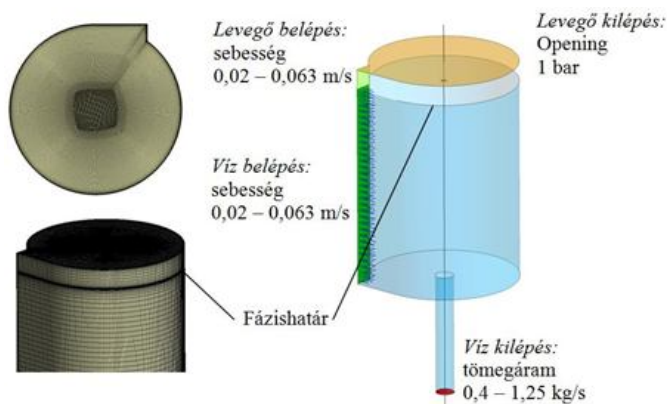 Levegő belépés:
sebesség
0,02 – 0,063 m/s
Levegő kilépés:
Opening
1 bar
Víz belépés:
sebesség
0,02 – 0,063 m/s
Fázishatár
Víz kilépés:
tömegáram
0,4 – 1,25 kg/s